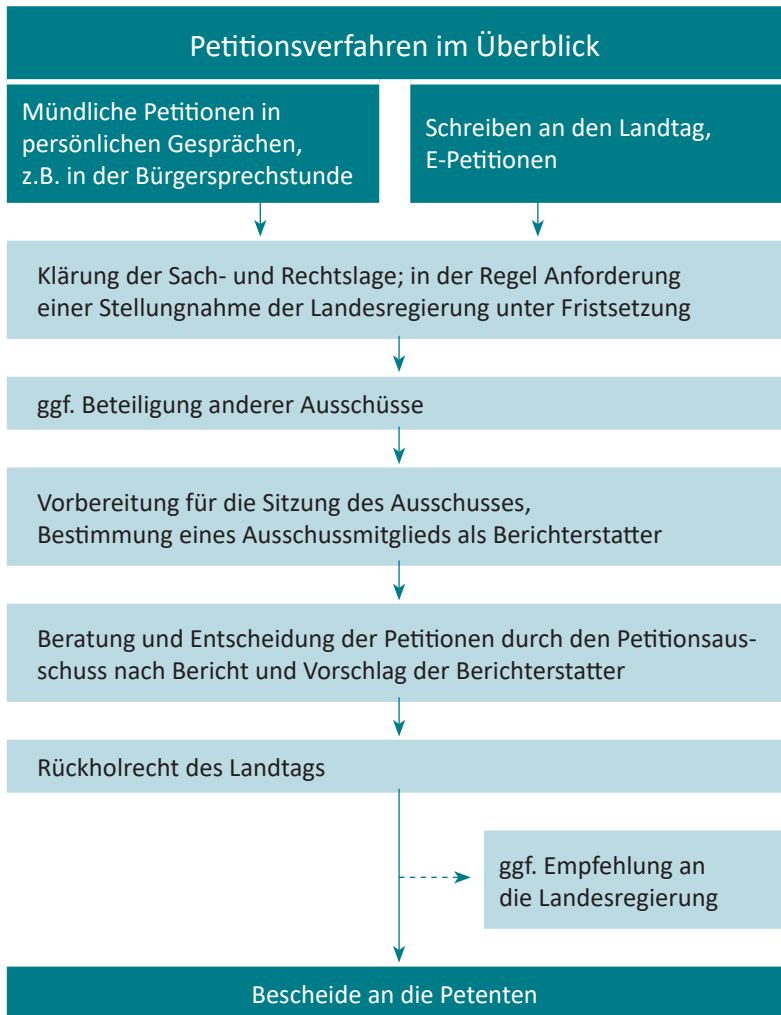 Petitionsverfahren im Überblick
Mündliche Petitionen in
persönlichen Gesprächen,
z.B. in der Bürgersprechstunde
Schreiben an den Landtag,
E-Petitionen
Klärung der Sach- und Rechtslage; in der Regel Anforderung
einer Stellungnahme der Landesregierung unter Fristsetzung
ggf. Beteiligung anderer Ausschüsse
Vorbereitung für die Sitzung des Ausschusses,
Bestimmung eines Ausschussmitglieds als Berichterstatter
Beratung und Entscheidung der Petitionen durch den Petitionsaus-
schuss nach Bericht und Vorschlag der Berichterstatter
Rückholrecht des Landtags
ggf. Empfehlung an
die Landesregierung
Bescheide an die Petenten